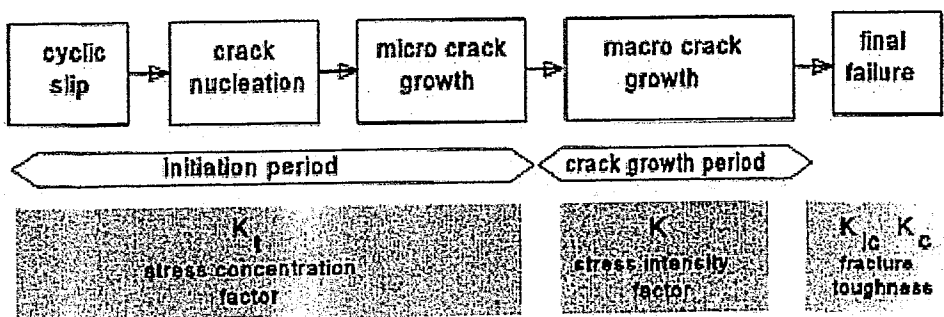 cyclic
slip
crack
nucleation
micro crack
growth
macro crack
growth
final
failure
initiation period
crack growth period
Kt
stress concentration
factor
K
stress intensity
factor
KIc Kc
fracture
toughness